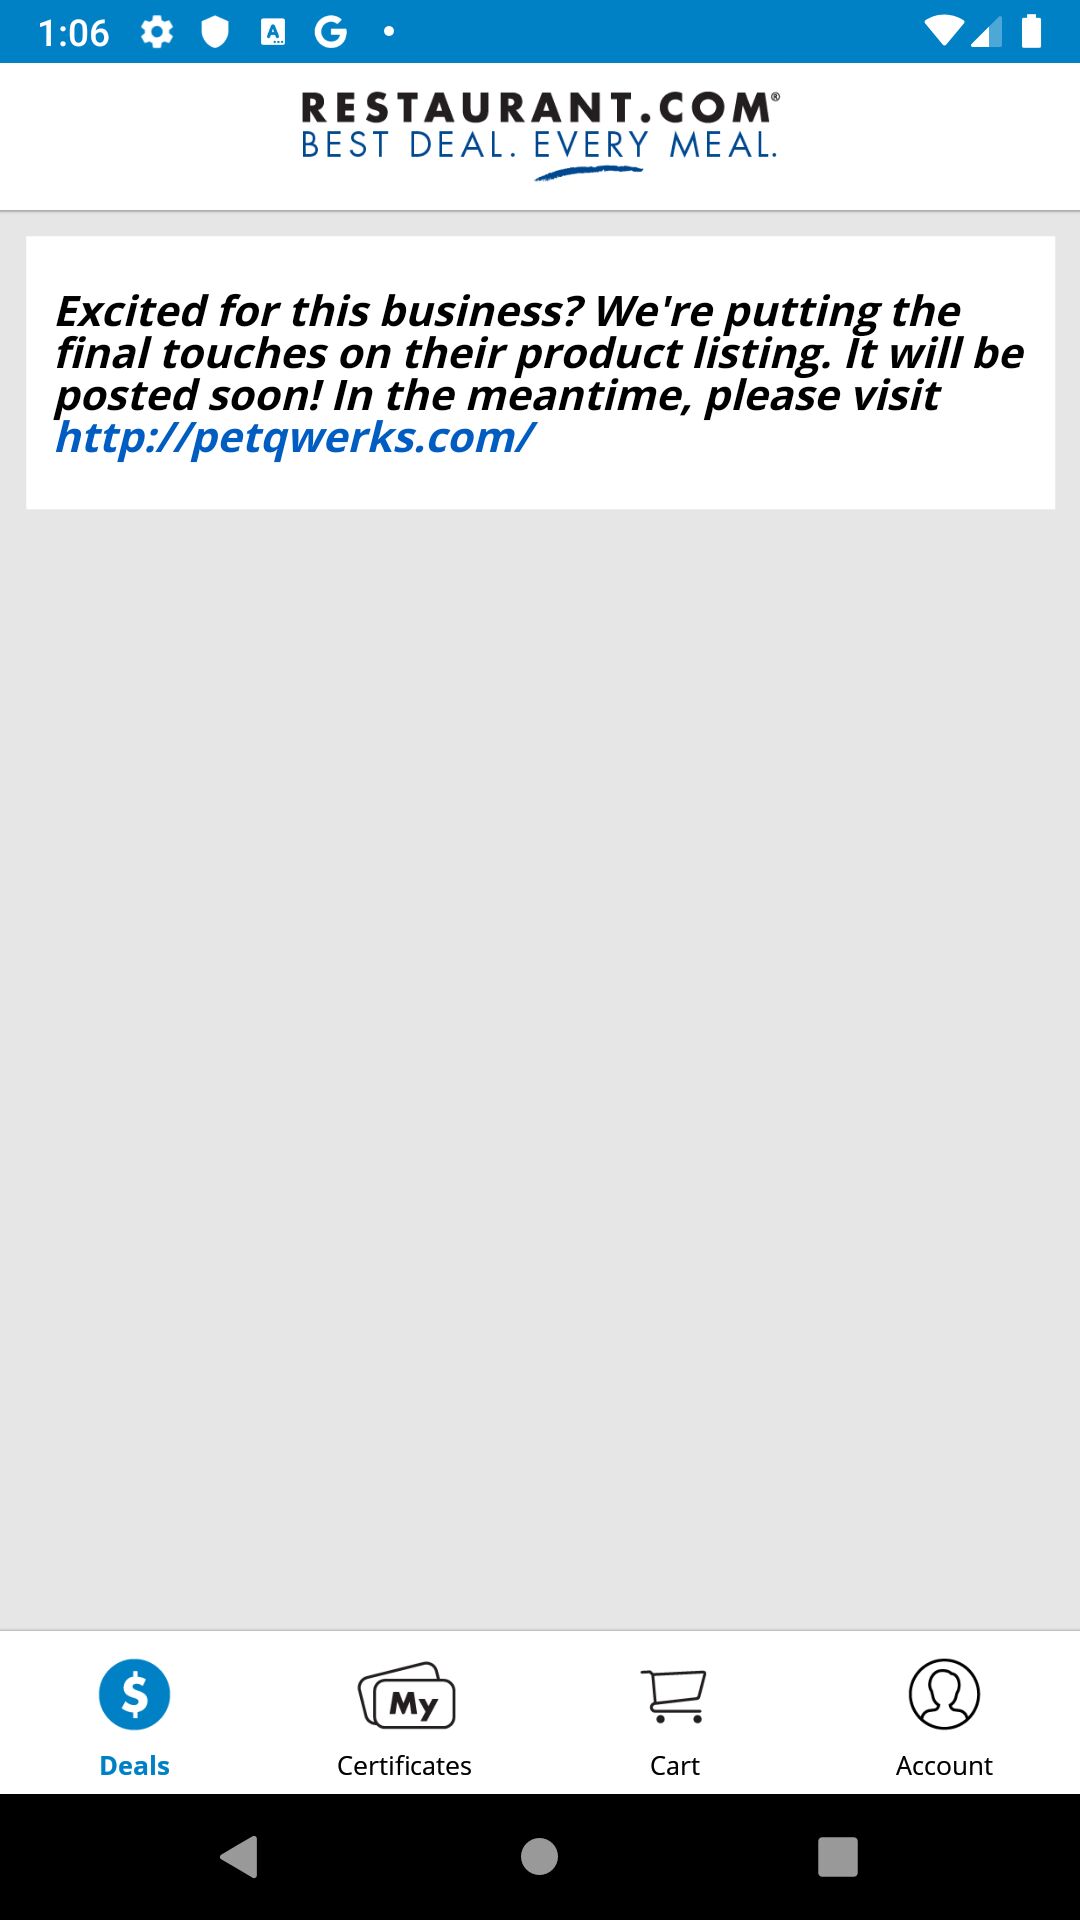 1:06
RESTAURANT.COM®
BEST DEAL. EVERY MEAL.
Excited for this business? We're putting the
final touches on their product listing. It will be
posted soon! In the meantime, please visit
http://petqwerks.com/
$ My
Deals Certificates Cart Account